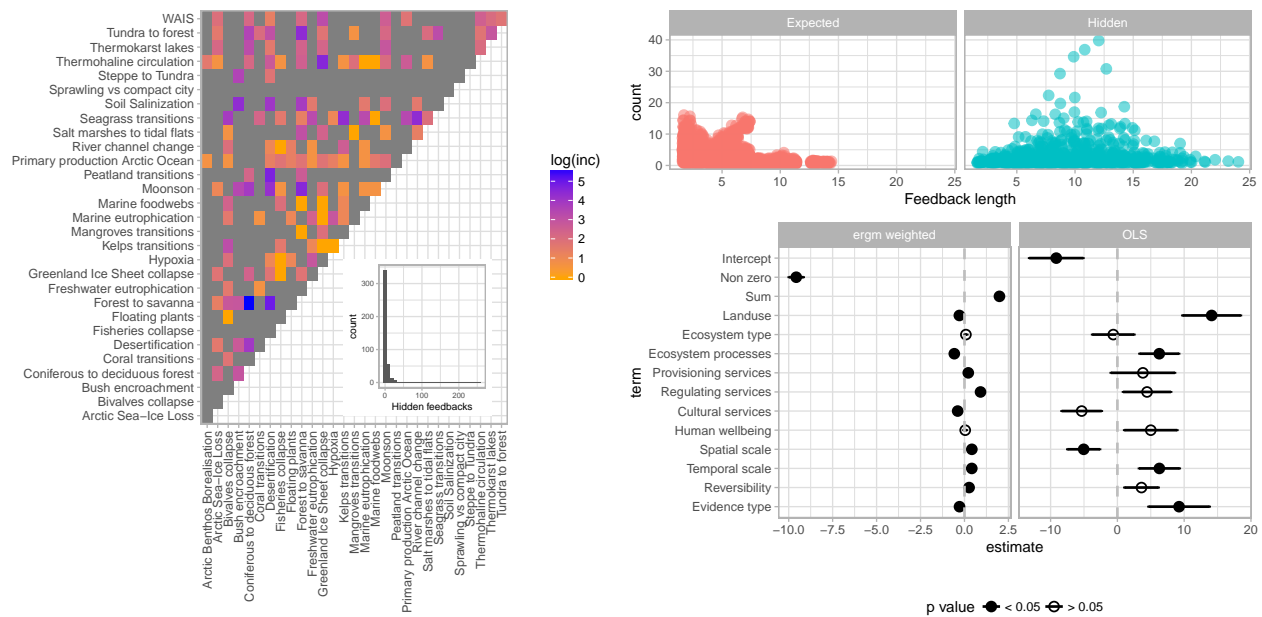 WAIS
Tundra to forest
Thermokarst lakes
Thermohaline circulation
Steppe to Tundra
Sprawling vs compact city
Soil Salinization
Seagrass transitions
Salt marshes to tidal flats
River channel change
Primary production Arctic Ocean
Peatland transitions
Moonson
Marine foodwebs
Marine eutrophication
Mangroves transitions
Kelps transitions
Hypoxia
Greenland Ice Sheet collapse
Freshwater eutrophication
Forest to savanna
Floating plants
Fisheries collapse
Desertification
Coral transitions
Coniferous to deciduous forest
Bush encroachment
Bivalves collapse
Arctic Sea−Ice Loss
Arctic Benthos Borealisation
Arctic Sea−Ice Loss
Bivalves collapse
Bush encroachment
Coniferous to deciduous forest
Coral transitions
Desertification
Fisheries collapse
Floating plants
Forest to savanna
Freshwater eutrophication
Greenland Ice Sheet collapse
Hypoxia
Kelps transitions
Mangroves transitions
Marine eutrophication
Marine foodwebs
Moonson
Peatland transitions
Primary production Arctic Ocean
River channel change
Salt marshes to tidal flats
Seagrass transitions
Soil Salinization
Sprawling vs compact city
Steppe to Tundra
Thermohaline circulation
Thermokarst lakes
Tundra to forest
count
300
200
100
0
0 100 200
Hidden feedbacks
log(inc)
5
4
3
2
1
0
Expected Hidden
count
40
30
20
10
0
5 10 15 20 25 5 10 15 20 25
Feedback length
ergm weighted OLS
term
Intercept
Non zero
Sum
Landuse
Ecosystem type
Ecosystem processes
Provisioning services
Regulating services
Cultural services
Human wellbeing
Spatial scale
Temporal scale
Reversibility
Evidence type
−10.0 −7.5 −5.0 −2.5 0.0 2.5 −10 0 10 20
estimate
p value < 0.05 > 0.05